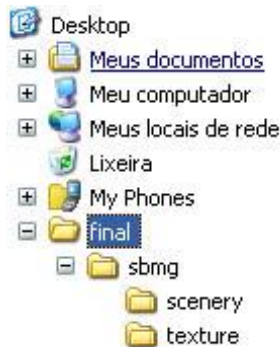 Desktop
Meus documentos
Meu computador
Meus locais de rede
Lixeira
My Phones
final
sbmg
scenery
texture